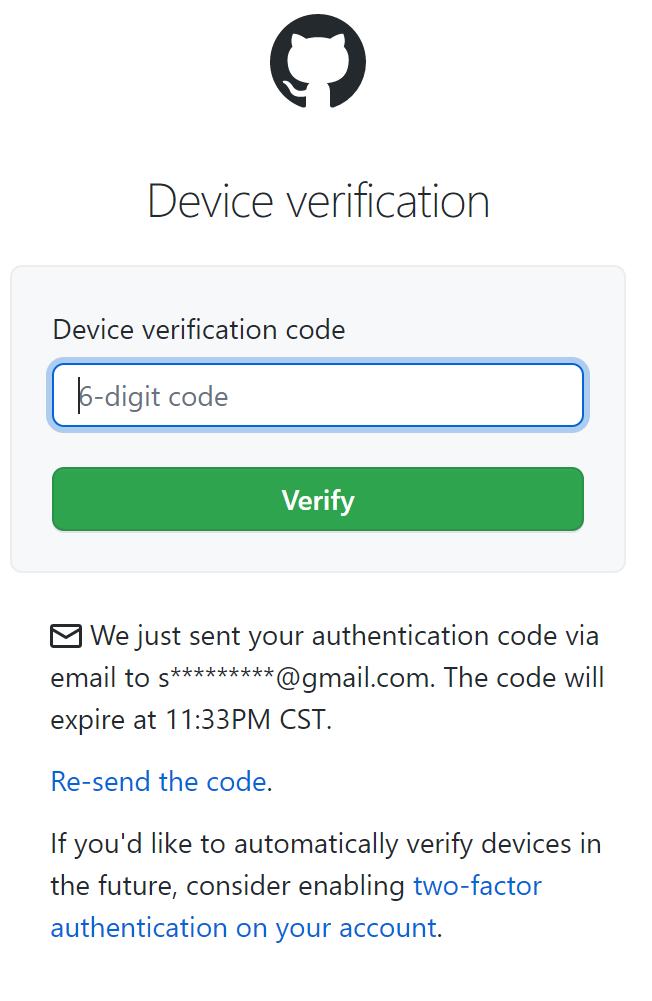 Device verification
Device verification code
6-digit code
Verify
We just sent your authentication code via
email to s*********@gmail.com. The code will
expire at 11:33PM CST.
Re-send the code.
If you'd like to automatically verify devices in
the future, consider enabling two-factor
authentication on your account.